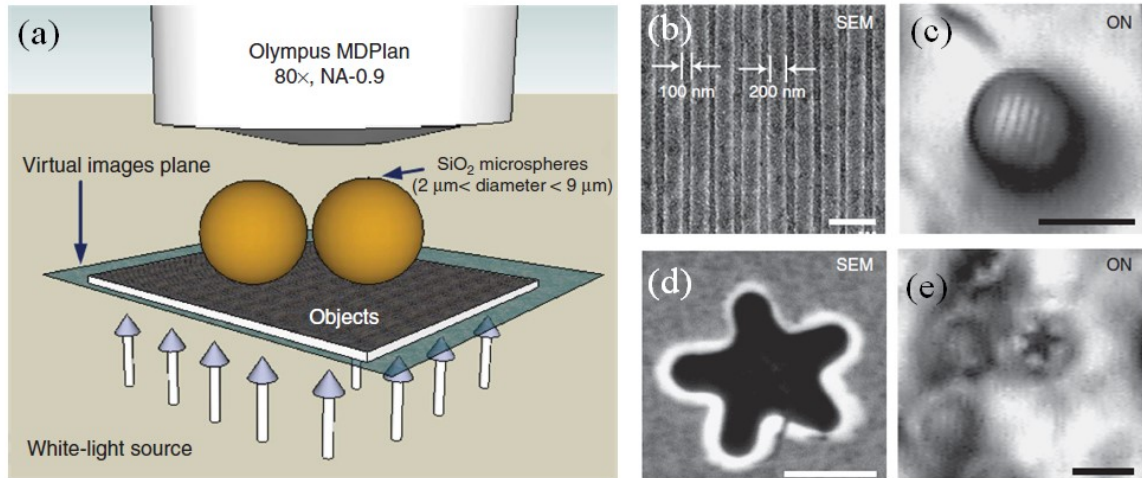 (a)
Olympus MDPlan
80×, NA-0.9
Virtual images plane
SiO₂ microspheres
(2 μm< diameter < 9 μm)
Objects
White-light source
(b)
SEM
100 nm
200 nm
(c)
ON
(d)
SEM
(e)
ON